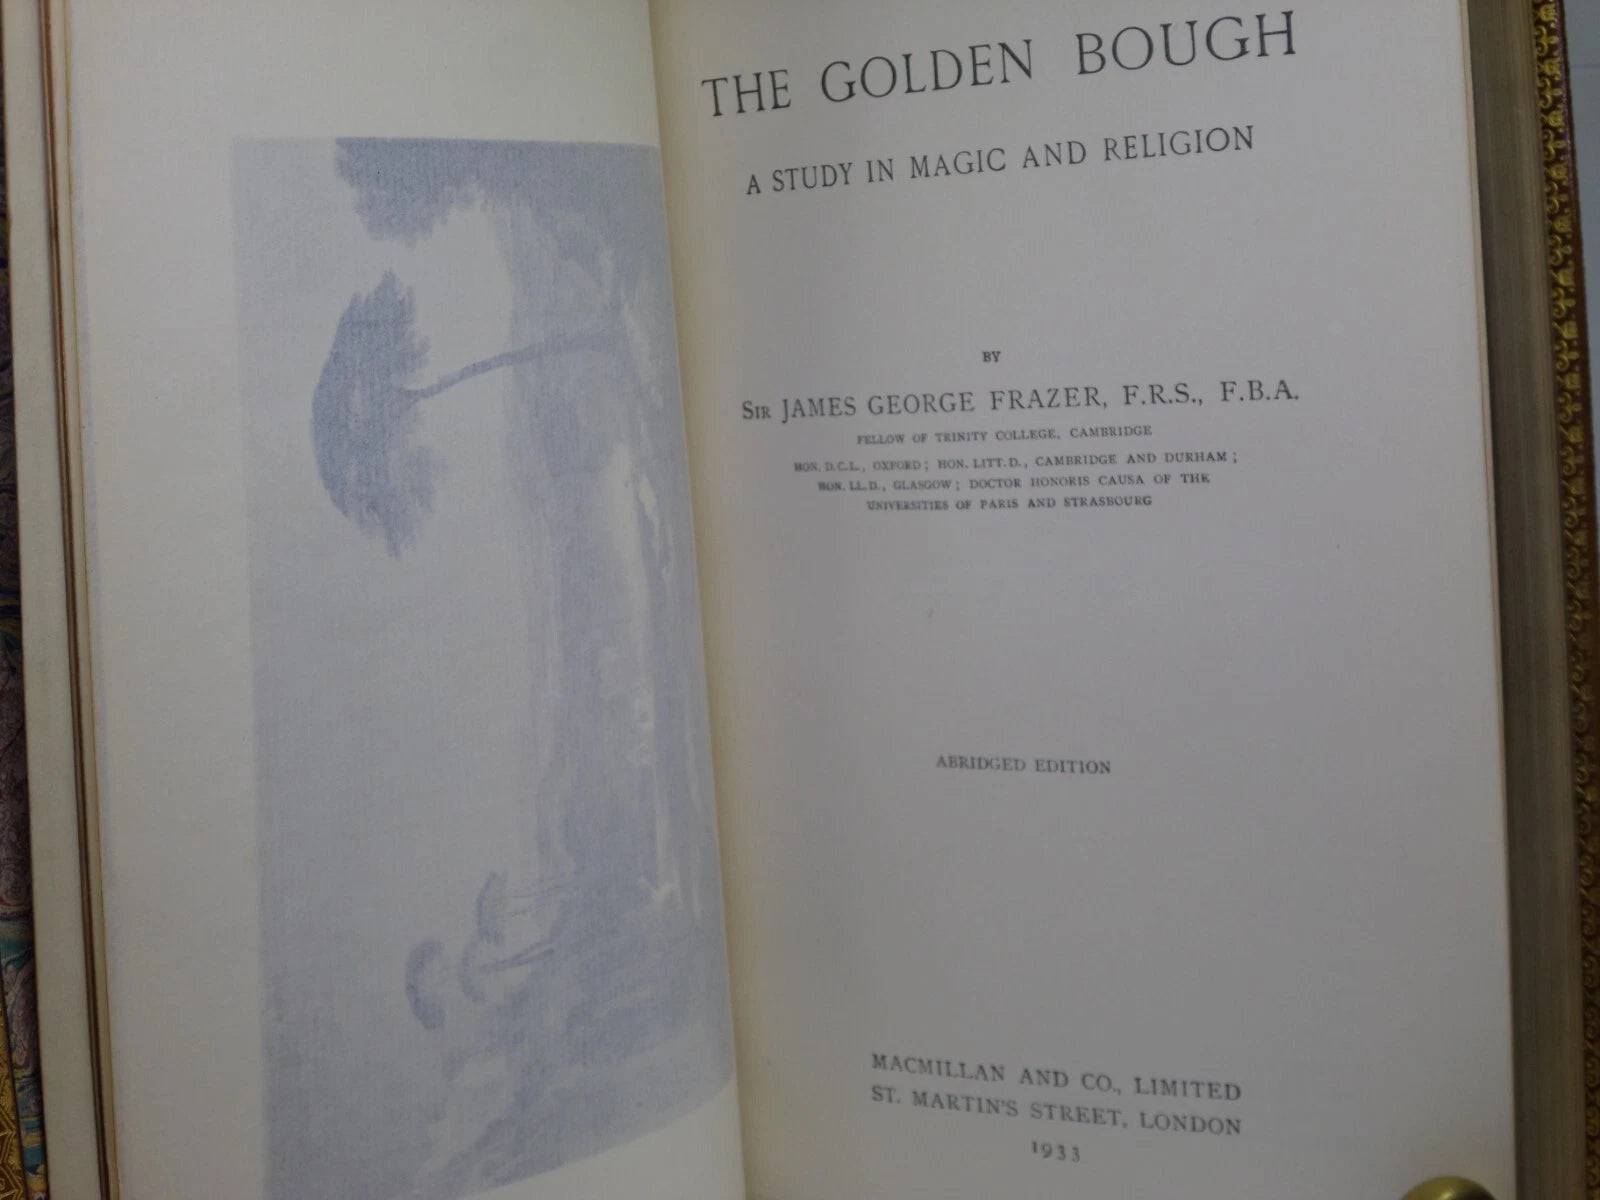 THE GOLDEN BOUGH
A STUDY IN MAGIC AND RELIGION
BY
SIR JAMES GEORGE FRAZER, F.R.S., F.B.A.
FELLOW OF TRINITY COLLEGE, CAMBRIDGE
HON. D.C.L., OXFORD; HON. LITT.D., CAMBRIDGE AND DURHAM;
HON. LL.D., GLASGOW; DOCTOR HONORIS CAUSA OF THE
UNIVERSITIES OF PARIS AND STRASBOURG
ABRIDGED EDITION
MACMILLAN AND CO., LIMITED
ST. MARTIN'S STREET, LONDON
1933